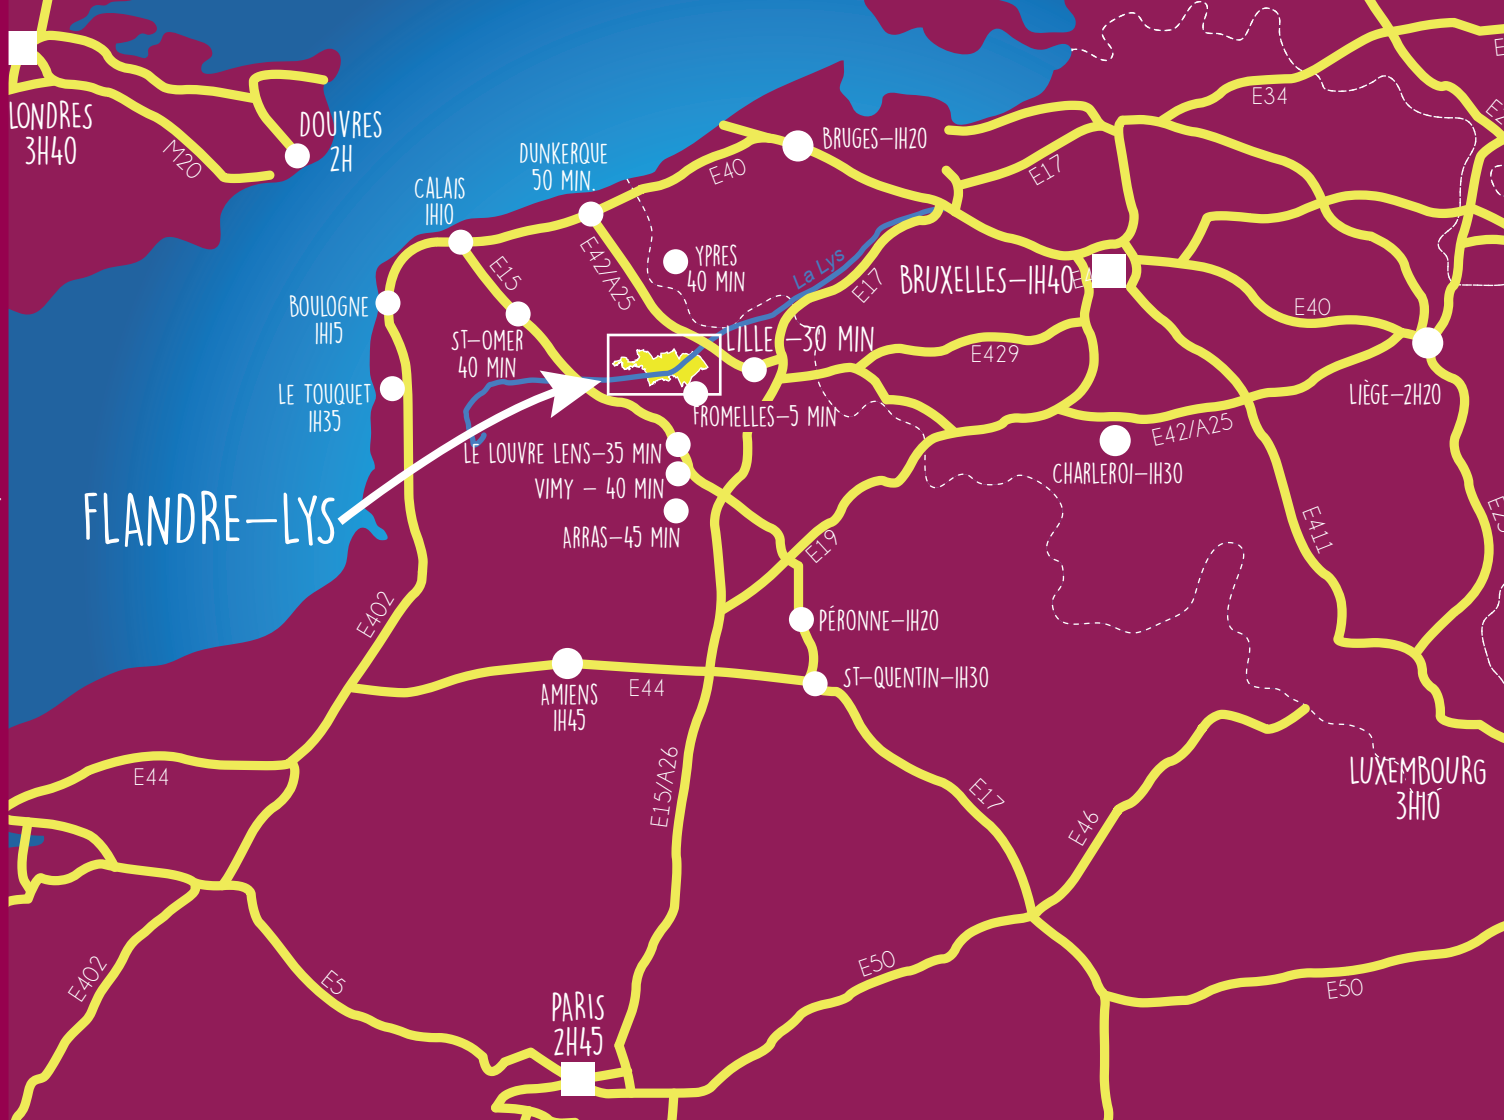 LONDRES
3H40
M20
DOUVRES
2H
E34
DUNKERQUE
50 MIN.
BRUGES–1H20
E40
E17
CALAIS
1H10
E15
E42/A25
YPRES
40 MIN
La Lys
E17
BRUXELLES–1H40
BOULOGNE
1H15
ST–OMER
40 MIN
LILLE –30 MIN
E429
E40
LE TOUQUET
1H35
FROMELLES–5 MIN
LIÈGE–2H20
E42/A25
LE LOUVRE LENS–35 MIN
CHARLEROI–1H30
VIMY – 40 MIN
FLANDRE–LYS
ARRAS–45 MIN
E19
E411
E402
PÉRONNE–1H20
AMIENS
1H45
E44
ST–QUENTIN–1H30
E44
E15/A26
E17
E46
LUXEMBOURG
3H10
E402
E5
E50
E50
PARIS
2H45